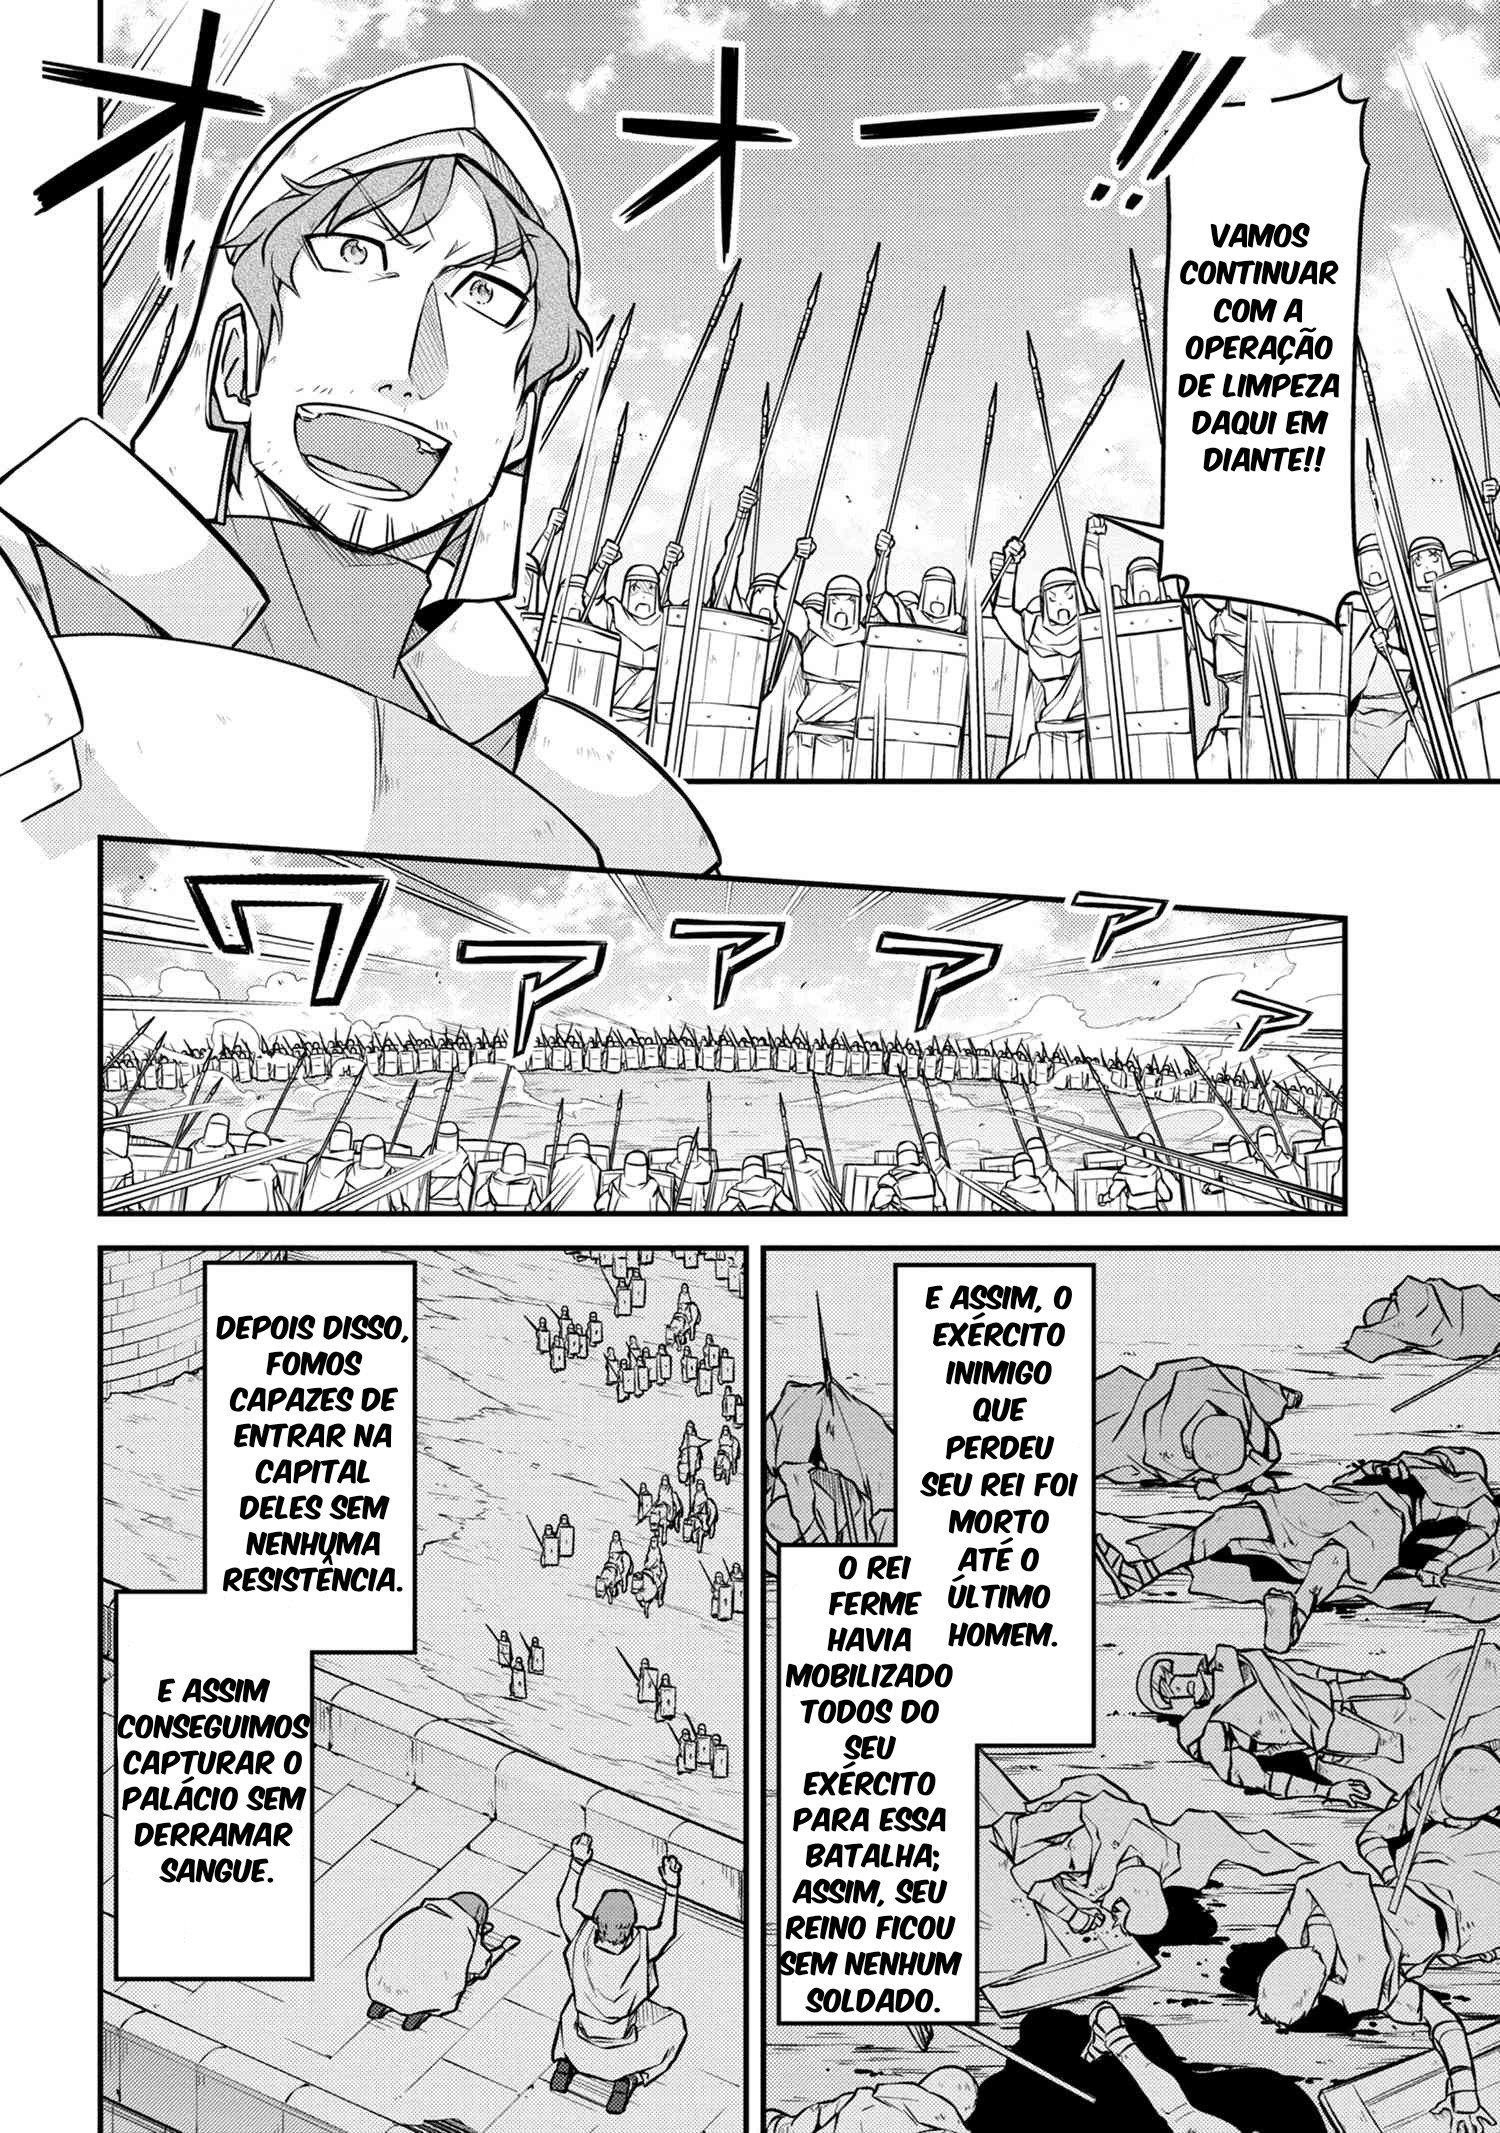 VAMOS
CONTINUAR
COM A
OPERAÇÃO
DE LIMPEZA
DAQUI EM
DIANTE!!
オオー!!
ワァァァァ
E ASSIM, O
EXÉRCITO
INIMIGO
QUE
PERDEU
SEU REI FOI
MORTO
ATÉ O
ÚLTIMO
HOMEM.
O REI
FERME
HAVIA
MOBILIZADO
TODOS DO
SEU
EXÉRCITO
PARA ESSA
BATALHA;
ASSIM, SEU
REINO FICOU
SEM NENHUM
SOLDADO.
DEPOIS DISSO,
FOMOS
CAPAZES DE
ENTRAR NA
CAPITAL
DELES SEM
NENHUMA
RESISTÊNCIA.
E ASSIM
CONSEGUIMOS
CAPTURAR O
PALÁCIO SEM
DERRAMAR
SANGUE.